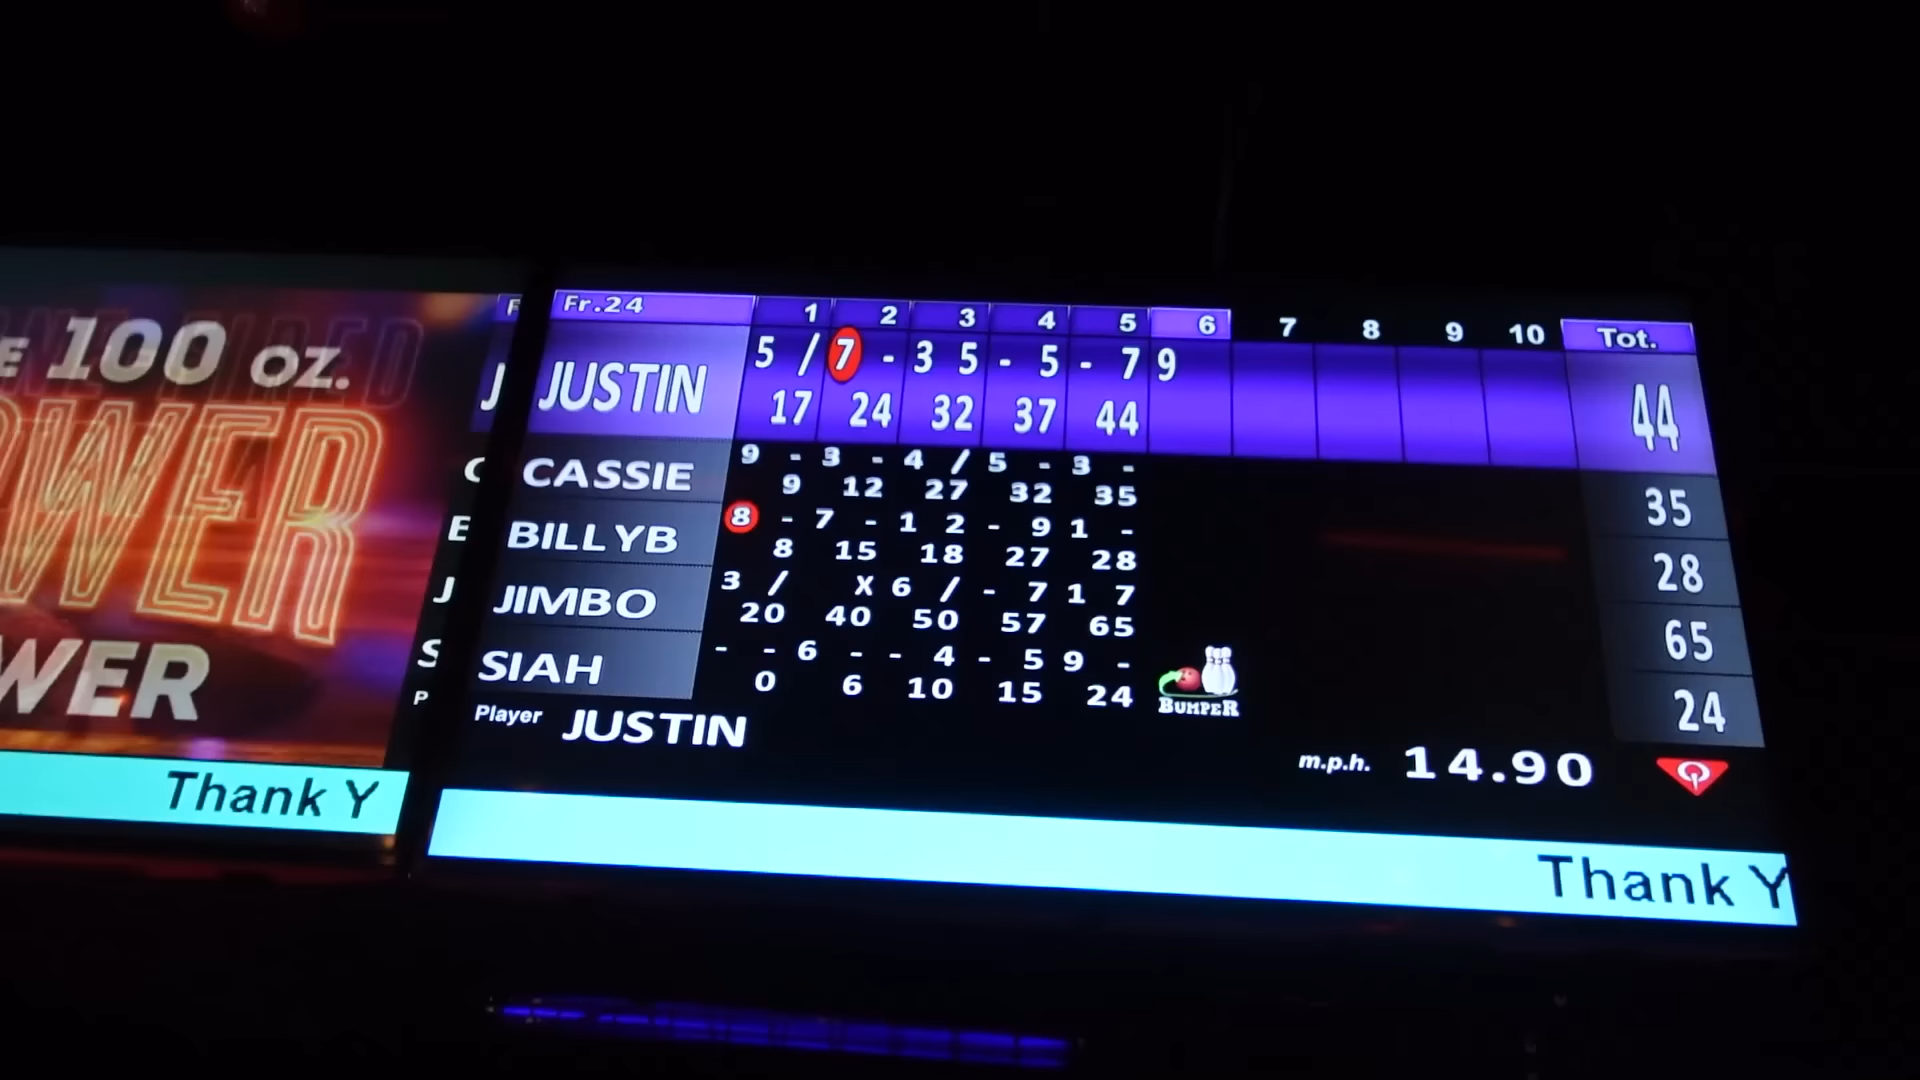 E 100 OZ.
WER
WER
Thank Y
F
J
C
B
J
S
P
Fr.24 1 2 3 4 5 6 7 8 9 10 Tot.
JUSTIN 5 / 7 - 3 5 - 5 - 7 9
17 24 32 37 44 44
CASSIE 9 - 3 - 4 / 5 - 3 -
9 12 27 32 35 35
BILLYB 8 - 7 - 1 2 - 9 1 -
8 15 18 27 28 28
JIMBO 3 / X 6 / - 7 1 7
20 40 50 57 65 65
SIAH - - 6 - - 4 - 5 9 -
0 6 10 15 24 24
BUMPER
Player JUSTIN
m.p.h. 14.90
Thank Y